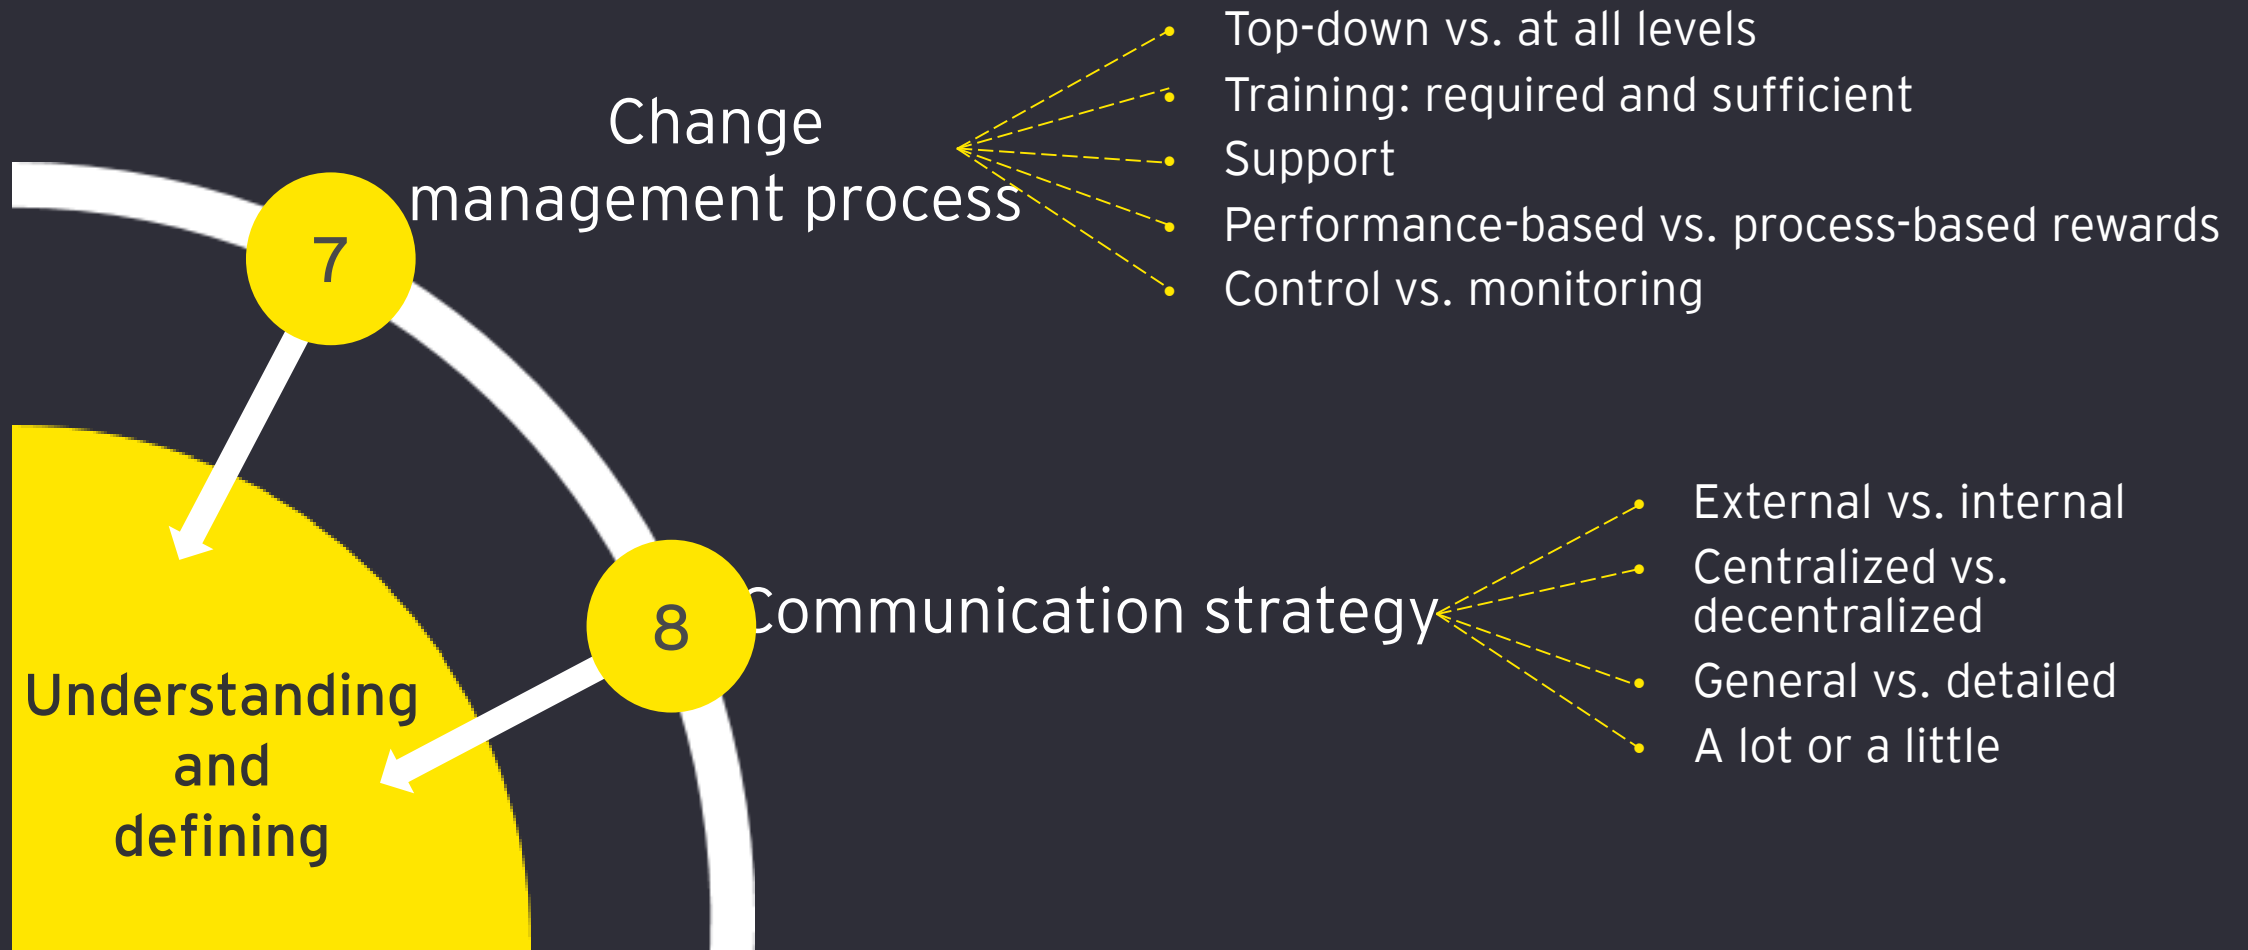 7
Change
management process
Top-down vs. at all levels
Training: required and sufficient
Support
Performance-based vs. process-based rewards
Control vs. monitoring
8
Communication strategy
External vs. internal
Centralized vs.
decentralized
General vs. detailed
A lot or a little
Understanding
and
defining